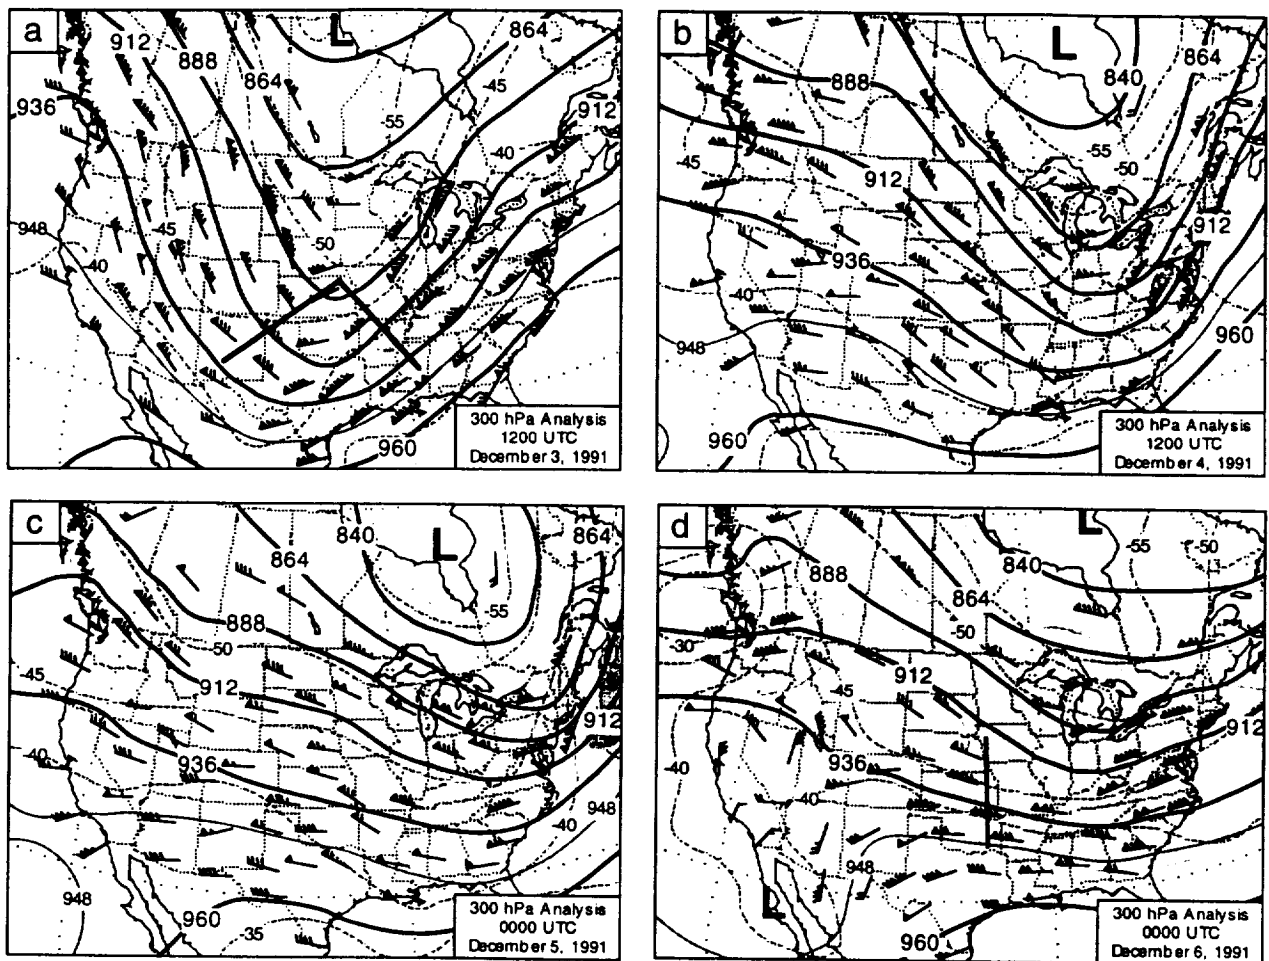 a
L
912
888
864
864
-45
-55
912
936
-40
-45
-50
948
-40
960
300 hPa Analysis
1200 UTC
December 3, 1991
b
L
864
888
840
-45
-55
-50
912
912
936
-40
948
960
960
300 hPa Analysis
1200 UTC
December 4, 1991
c
840
L
864
864
-55
888
-50
-45
912
912
-40
936
948
-40
948
960
-35
300 hPa Analysis
0000 UTC
December 5, 1991
d
L
-55
-50
840
888
864
-50
-30
912
-45
912
936
-40
-40
948
L
960
300 hPa Analysis
0000 UTC
December 6, 1991